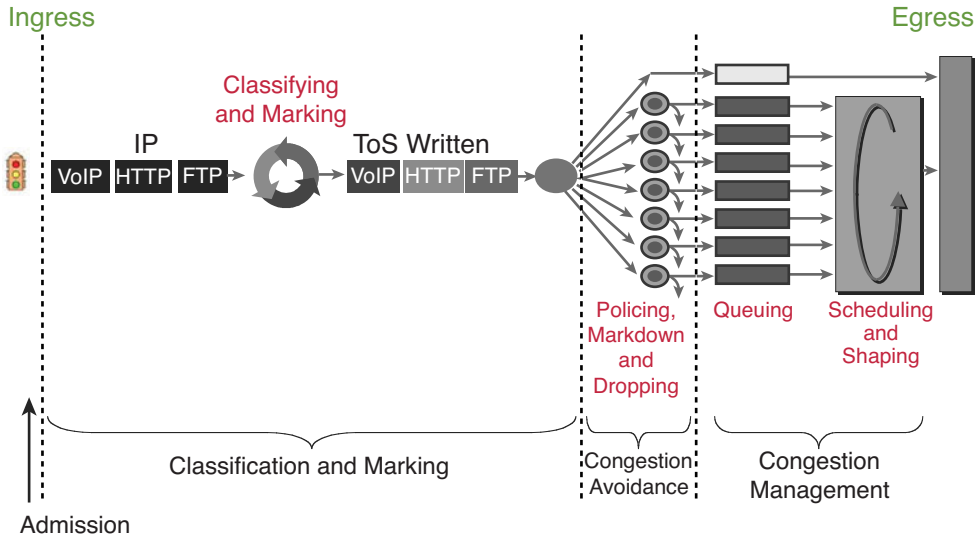 Ingress
Egress
Classifying
and Marking
IP
ToS Written
VoIP
HTTP
FTP
VoIP
HTTP
FTP
Policing,
Markdown
and
Dropping
Queuing
Scheduling
and
Shaping
Classification and Marking
Congestion
Avoidance
Congestion
Management
Admission